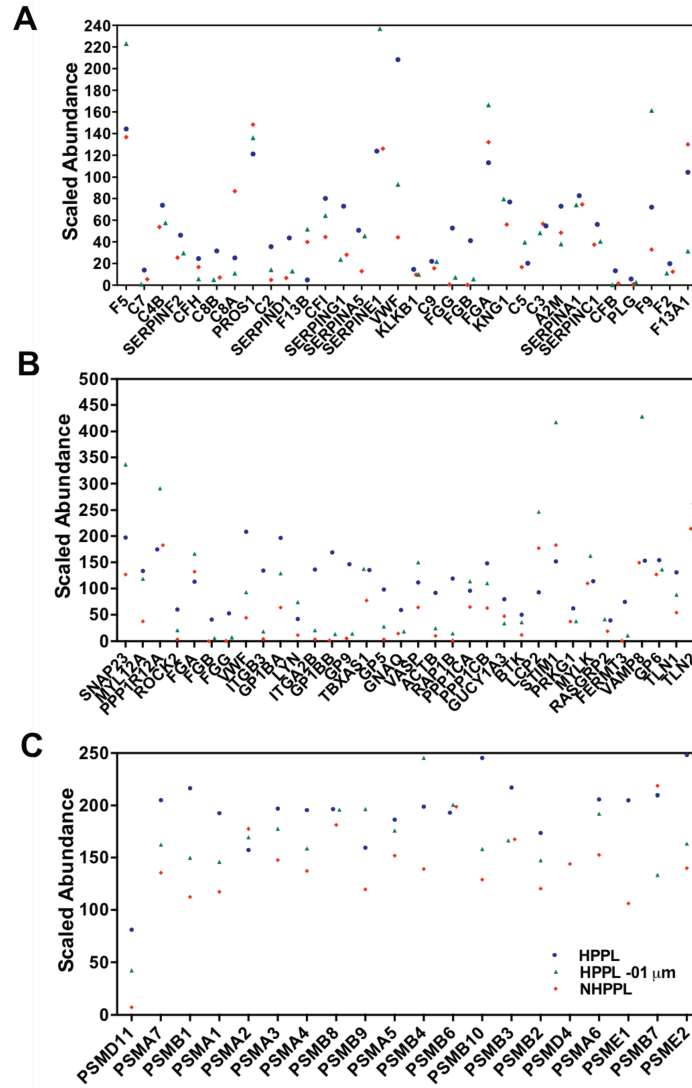 A
Scaled Abundance
240
220
200
180
160
140
120
100
80
60
40
20
0
F5
C7
C4B
SERPINF2
CFH
C8B
C8A
PROS1
C2
SERPIND1
F13B
CFI
SERPING1
SERPINA5
SERPINE1
VWF
KLKB1
C9
FGG
FGB
FGA
KNG1
C5
C3
A2M
SERPINA1
SERPINC1
CFB
PLG
F9
F2
F13A1
B
Scaled Abundance
500
450
400
350
300
250
200
150
100
50
0
SNAP23
MYL12A
PPP1R12A
ROCK2
FGA
FGB
FGG
VWF
ITGB3
GP1BA
LYN
ITGA2B
GP1BB
GP9
TBXAS1
GP5
GNAQ
VASP
ACTB
RAP1B
PPP1CA
PPP1CB
GUCY1A3
BTK
LCP2
STIM1
PRKG1
MYLK
RASGRP2
FERMT3
VAMP8
GP6
TLN1
TLN2
C
Scaled Abundance
250
200
150
100
50
0
HPPL
HPPL -01 µm
NHPPL
PSMD11
PSMA7
PSMB1
PSMA1
PSMA2
PSMA3
PSMA4
PSMB8
PSMB9
PSMA5
PSMB4
PSMB6
PSMB10
PSMB3
PSMB2
PSMD4
PSMA6
PSME1
PSMB7
PSME2